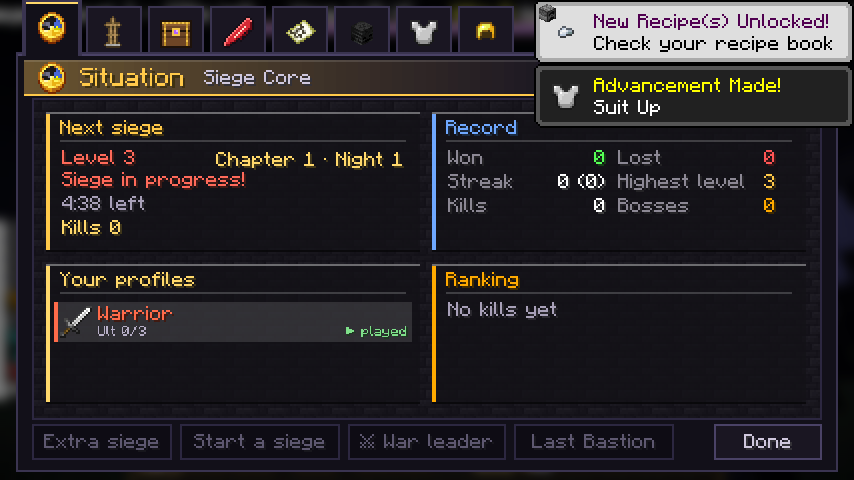 New Recipe(s) Unlocked!
Check your recipe book
Advancement Made!
Suit Up
Situation Siege Core
Next siege
Level 3 Chapter 1 · Night 1
Siege in progress!
4:38 left
Kills 0
Record
Won 0 Lost 0
Streak 0 (0) Highest level 3
Kills 0 Bosses 0
Your profiles
Warrior
Ult 0/3 ▶ played
Ranking
No kills yet
Extra siege Start a siege ⚔ War leader Last Bastion Done